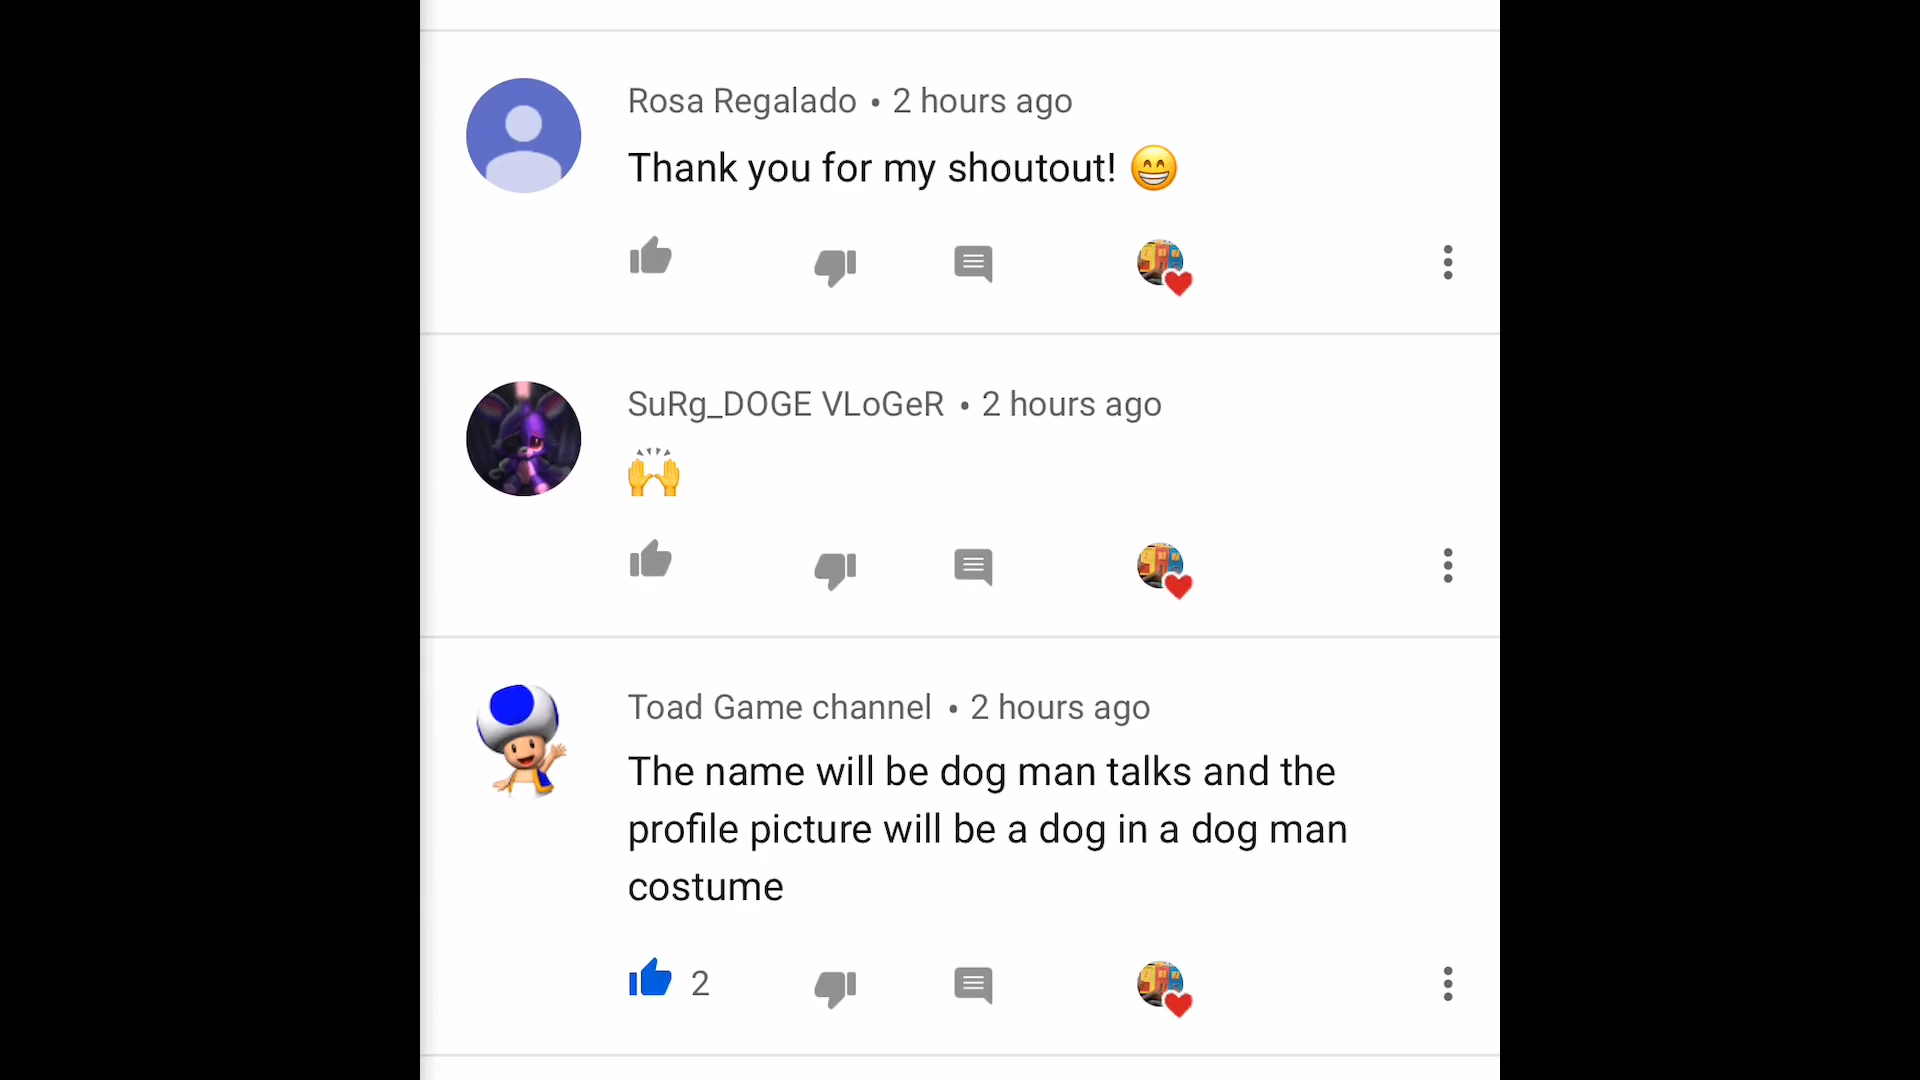 Rosa Regalado • 2 hours ago
Thank you for my shoutout! 😁
SuRg_DOGE VLoGeR • 2 hours ago
🙌
Toad Game channel • 2 hours ago
The name will be dog man talks and the
profile picture will be a dog in a dog man
costume
2